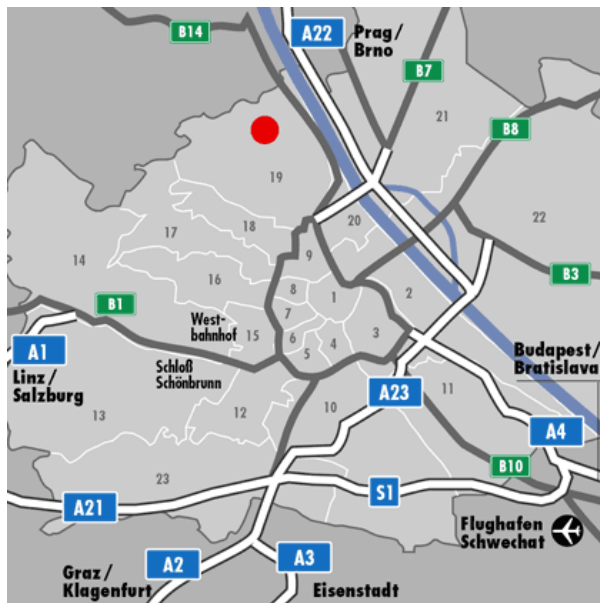 B14
A22
Prag/
Brno
B7
21
B8
19
22
20
18
17
14
9
16
B3
8
1
2
B1
West-
bahnhof
7
15
6
3
4
5
A1
Linz/
Salzburg
Schloß
Schönbrunn
Budapest/
Bratislava
A23
11
13
12
10
A4
23
B10
S1
A21
Flughafen
Schwechat
A2
A3
Graz/
Klagenfurt
Eisenstadt